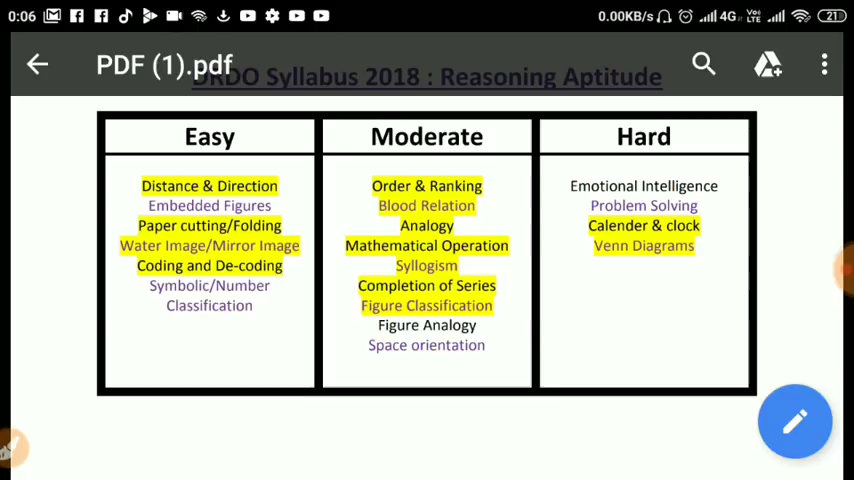 0:06
0.00KB/s
4G
Vo
LTE
21
PDF (1).pdf
DRDO Syllabus 2018 : Reasoning Aptitude
Easy
Distance & Direction
Embedded Figures
Paper cutting/Folding
Water Image/Mirror Image
Coding and De-coding
Symbolic/Number
Classification
Moderate
Order & Ranking
Blood Relation
Analogy
Mathematical Operation
Syllogism
Completion of Series
Figure Classification
Figure Analogy
Space orientation
Hard
Emotional Intelligence
Problem Solving
Calender & clock
Venn Diagrams